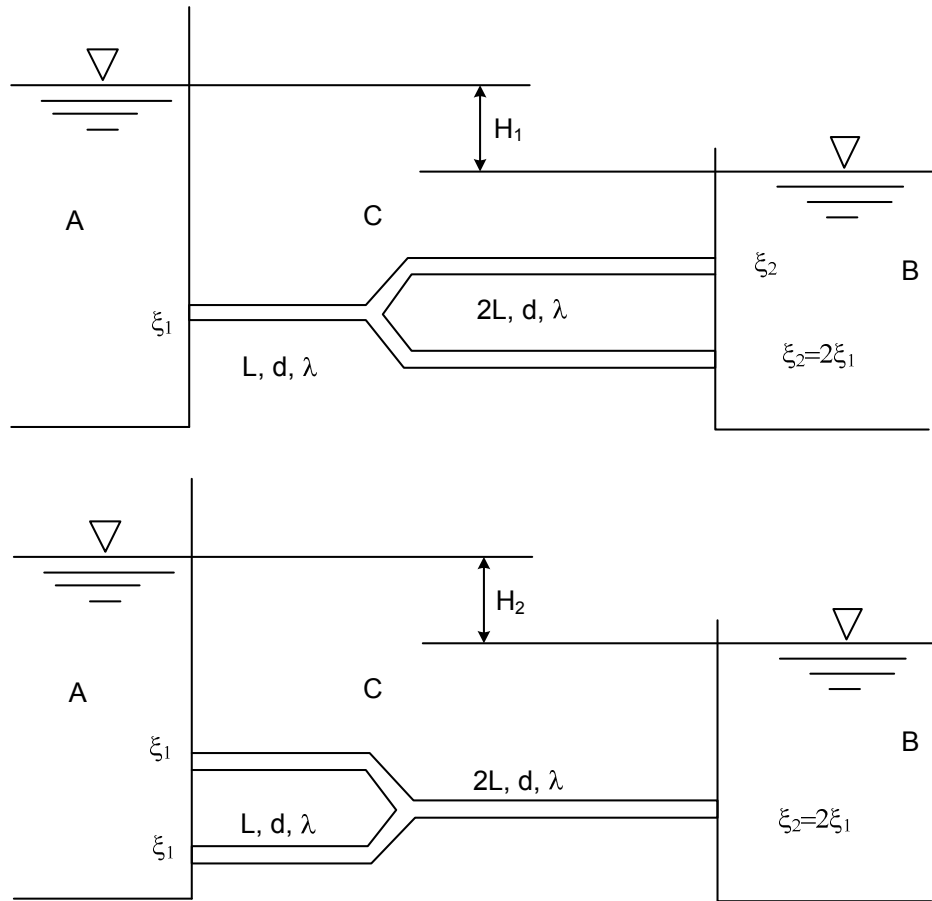 H₁
A
C
ξ₂
B
ξ₁
2L, d, λ
ξ₂=2ξ₁
L, d, λ
H₂
A
C
ξ₁
B
2L, d, λ
L, d, λ
ξ₂=2ξ₁
ξ₁